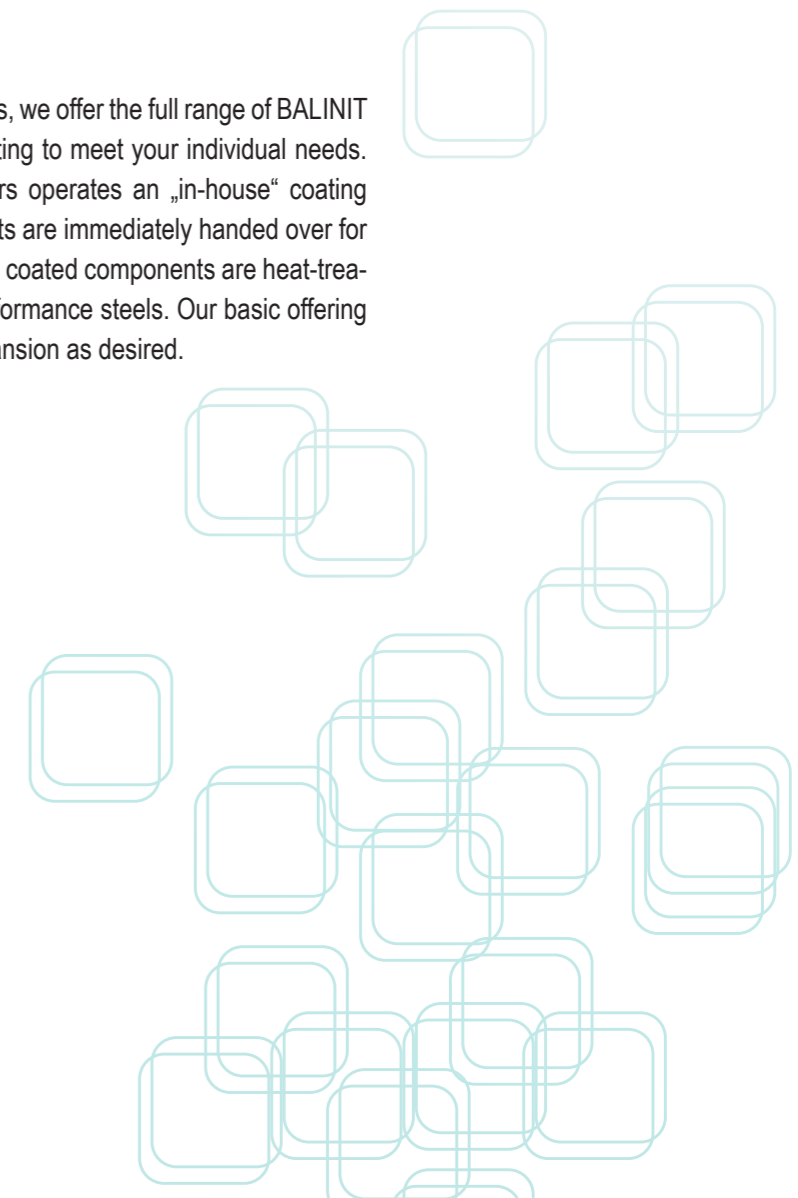 s, we offer the full range of BALINIT
ting to meet your individual needs.
rs operates an „in-house“ coating
ts are immediately handed over for
coated components are heat-trea-
formance steels. Our basic offering
ansion as desired.